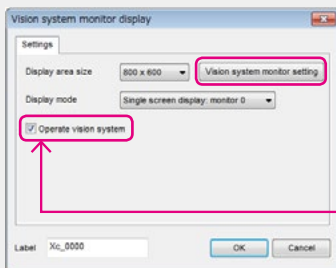 Vision system monitor display
Settings
Display area size 800 x 600 Vision system monitor setting
Display mode Single screen display: monitor 0
Operate vision system
Label Xc_0000 OK Cancel